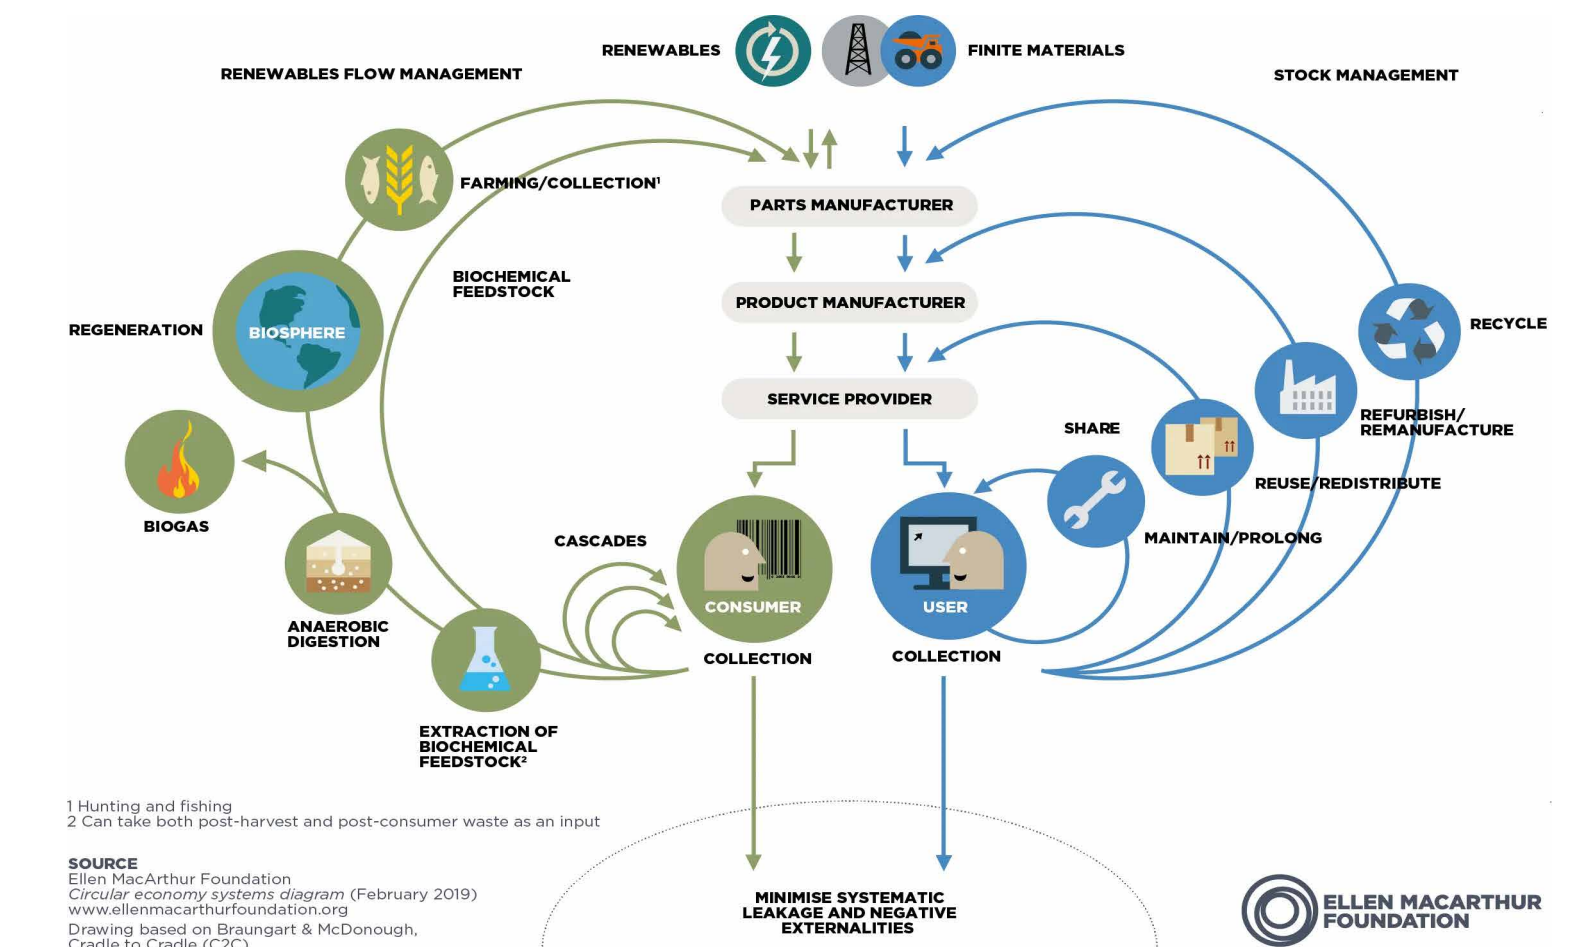 RENEWABLES
FINITE MATERIALS
RENEWABLES FLOW MANAGEMENT
STOCK MANAGEMENT
FARMING/COLLECTION¹
PARTS MANUFACTURER
BIOCHEMICAL
FEEDSTOCK
PRODUCT MANUFACTURER
REGENERATION
BIOSPHERE
RECYCLE
SERVICE PROVIDER
SHARE
REFURBISH/
REMANUFACTURE
REUSE/REDISTRIBUTE
BIOGAS
CASCADES
MAINTAIN/PROLONG
CONSUMER
USER
ANAEROBIC
DIGESTION
COLLECTION
COLLECTION
EXTRACTION OF
BIOCHEMICAL
FEEDSTOCK²
1 Hunting and fishing
2 Can take both post-harvest and post-consumer waste as an input
SOURCE
Ellen MacArthur Foundation
Circular economy systems diagram (February 2019)
www.ellenmacarthurfoundation.org
Drawing based on Braungart & McDonough,
Cradle to Cradle (C2C)
MINIMISE SYSTEMATIC
LEAKAGE AND NEGATIVE
EXTERNALITIES
ELLEN MACARTHUR
FOUNDATION